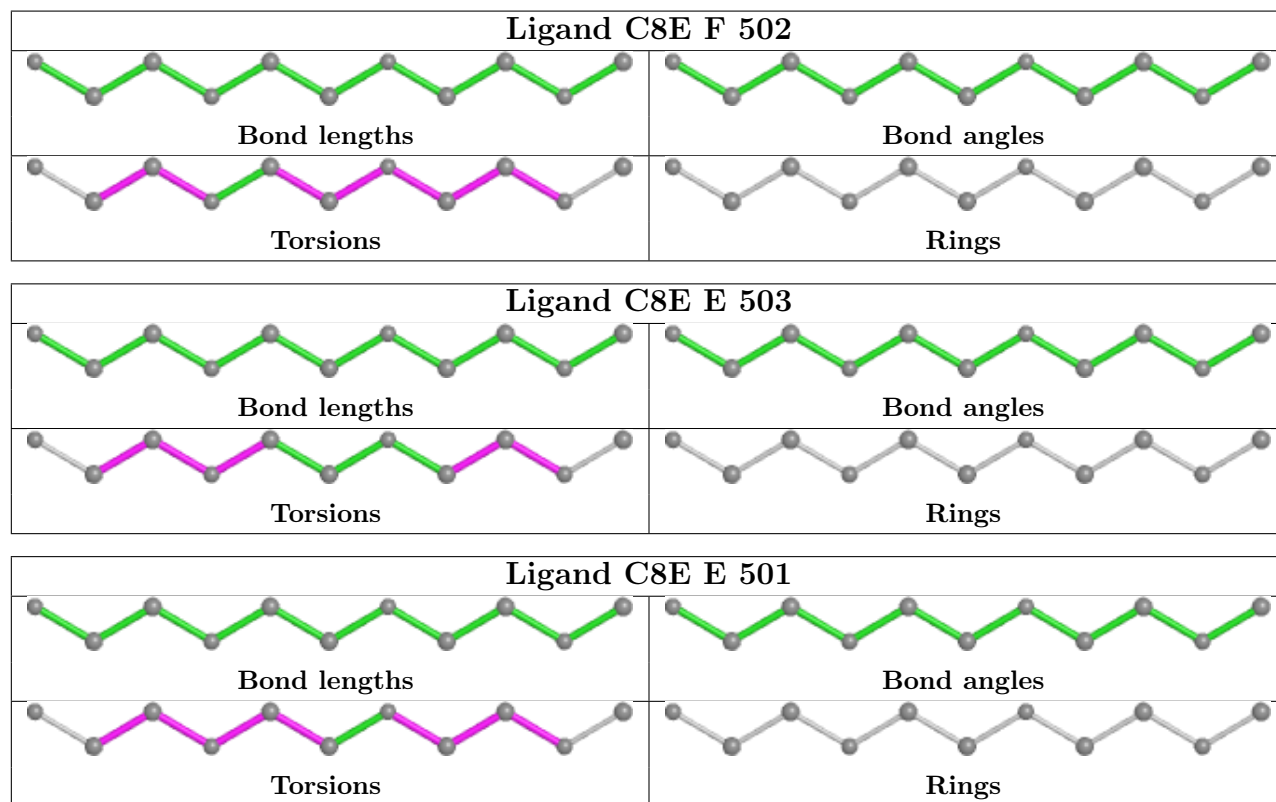 Ligand C8E F 502
Bond lengths
Bond angles
Torsions
Rings
Ligand C8E E 503
Bond lengths
Bond angles
Torsions
Rings
Ligand C8E E 501
Bond lengths
Bond angles
Torsions
Rings